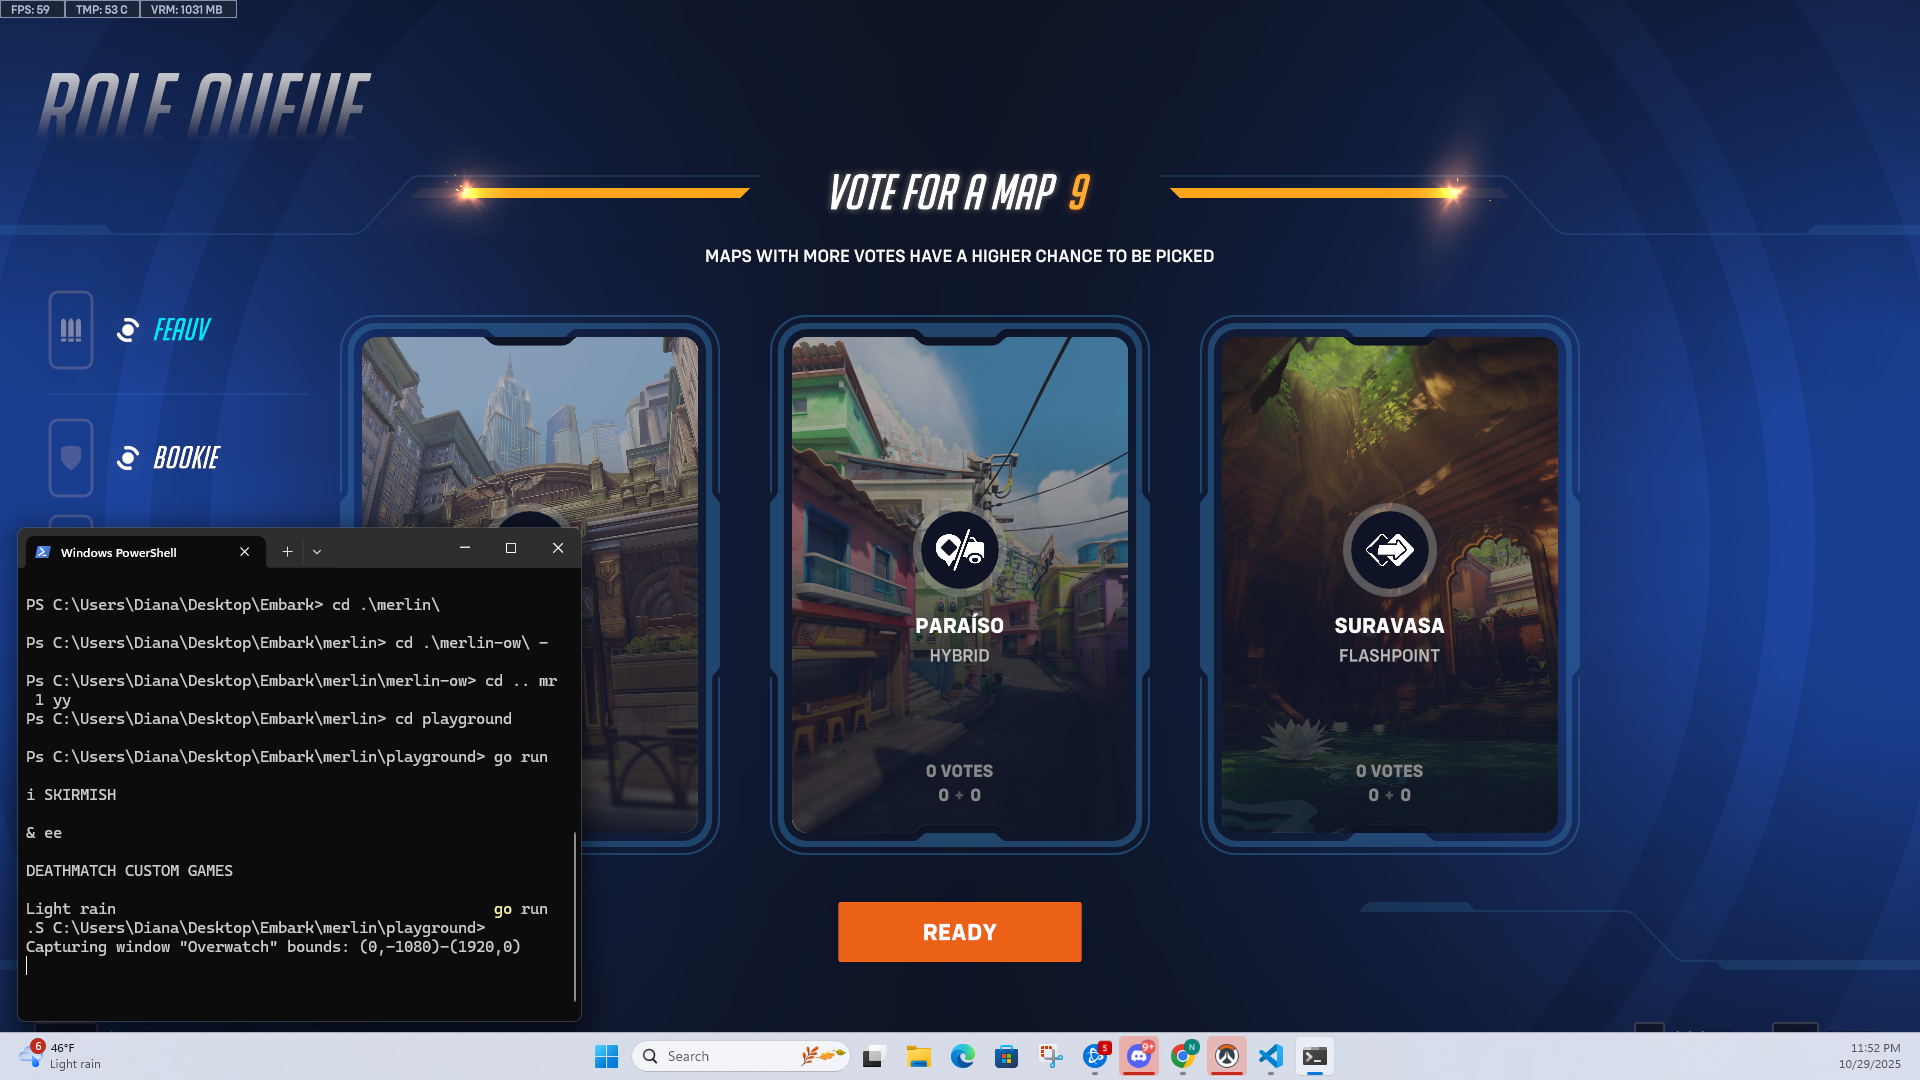 FPS: 59 TMP: 53 C VRM: 1031 MB
ROLE QUEUE
VOTE FOR A MAP 9
MAPS WITH MORE VOTES HAVE A HIGHER CHANCE TO BE PICKED
FEAUV
BOOKIE
PARAÍSO
HYBRID
0 VOTES
0 + 0
SURAVASA
FLASHPOINT
0 VOTES
0 + 0
READY
Windows PowerShell
PS C:\Users\Diana\Desktop\Embark> cd .\merlin\
Ps C:\Users\Diana\Desktop\Embark\merlin> cd .\merlin-ow\ -
Ps C:\Users\Diana\Desktop\Embark\merlin\merlin-ow> cd .. mr
1 yy
Ps C:\Users\Diana\Desktop\Embark\merlin> cd playground
Ps C:\Users\Diana\Desktop\Embark\merlin\playground> go run
i SKIRMISH
& ee
DEATHMATCH CUSTOM GAMES
Light rain go run
.S C:\Users\Diana\Desktop\Embark\merlin\playground>
Capturing window "Overwatch" bounds: (0,-1080)-(1920,0)
6
46°F
Light rain
Search
5
9+
N
11:52 PM
10/29/2025